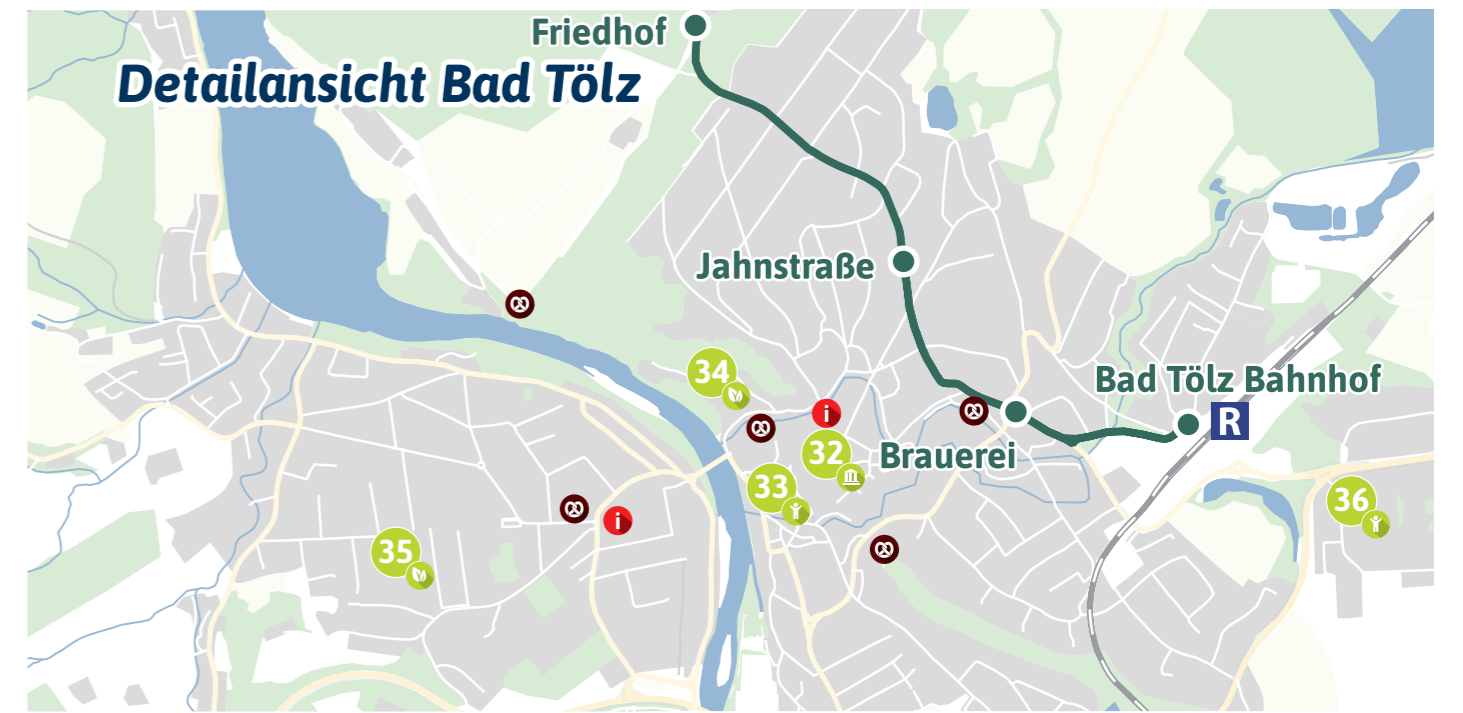 Friedhof
Detailansicht Bad Tölz
Jahnstraße
34
Bad Tölz Bahnhof
R
i
32
Brauerei
33
36
i
35